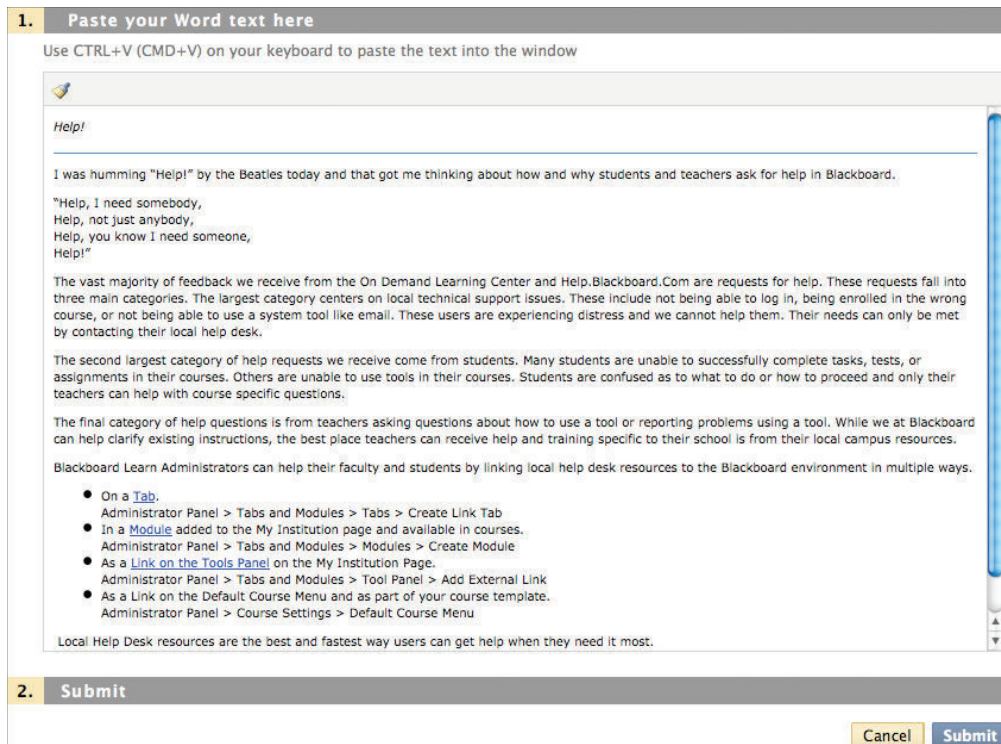 1. Paste your Word text here
Use CTRL+V (CMD+V) on your keyboard to paste the text into the window
Help!
I was humming “Help!” by the Beatles today and that got me thinking about how and why students and teachers ask for help in Blackboard.
“Help, I need somebody,
Help, not just anybody,
Help, you know I need someone,
Help!”
The vast majority of feedback we receive from the On Demand Learning Center and Help.Blackboard.Com are requests for help. These requests fall into
three main categories. The largest category centers on local technical support issues. These include not being able to log in, being enrolled in the wrong
course, or not being able to use a system tool like email. These users are experiencing distress and we cannot help them. Their needs can only be met
by contacting their local help desk.
The second largest category of help requests we receive come from students. Many students are unable to successfully complete tasks, tests, or
assignments in their courses. Others are unable to use tools in their courses. Students are confused as to what to do or how to proceed and only their
teachers can help with course specific questions.
The final category of help questions is from teachers asking questions about how to use a tool or reporting problems using a tool. While we at Blackboard
can help clarify existing instructions, the best place teachers can receive help and training specific to their school is from their local campus resources.
Blackboard Learn Administrators can help their faculty and students by linking local help desk resources to the Blackboard environment in multiple ways.
● On a Tab.
Administrator Panel > Tabs and Modules > Tabs > Create Link Tab
● In a Module added to the My Institution page and available in courses.
Administrator Panel > Tabs and Modules > Modules > Create Module
● As a Link on the Tools Panel on the My Institution Page.
Administrator Panel > Tabs and Modules > Tool Panel > Add External Link
● As a Link on the Default Course Menu and as part of your course template.
Administrator Panel > Course Settings > Default Course Menu
Local Help Desk resources are the best and fastest way users can get help when they need it most.
2. Submit
Cancel Submit